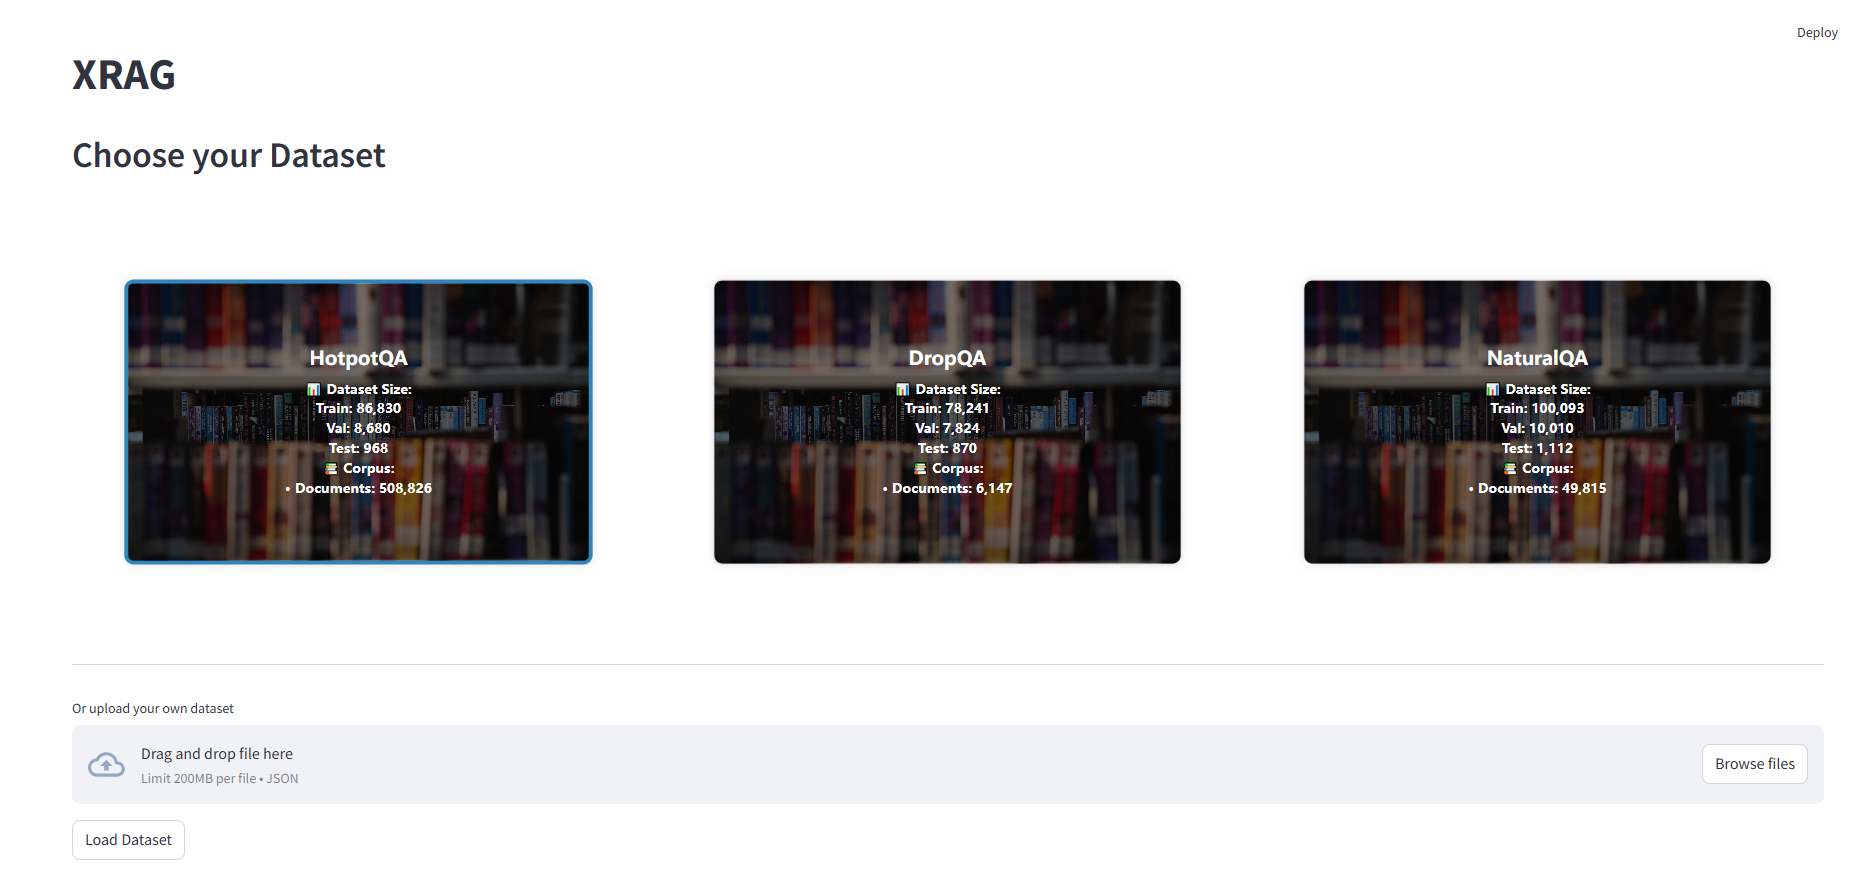 Deploy
XRAG
Choose your Dataset
HotpotQA
📊 Dataset Size:
Train: 86,830
Val: 8,680
Test: 968
📚 Corpus:
• Documents: 508,826
DropQA
📊 Dataset Size:
Train: 78,241
Val: 7,824
Test: 870
📚 Corpus:
• Documents: 6,147
NaturalQA
📊 Dataset Size:
Train: 100,093
Val: 10,010
Test: 1,112
📚 Corpus:
• Documents: 49,815
Or upload your own dataset
Drag and drop file here
Limit 200MB per file • JSON
Browse files
Load Dataset